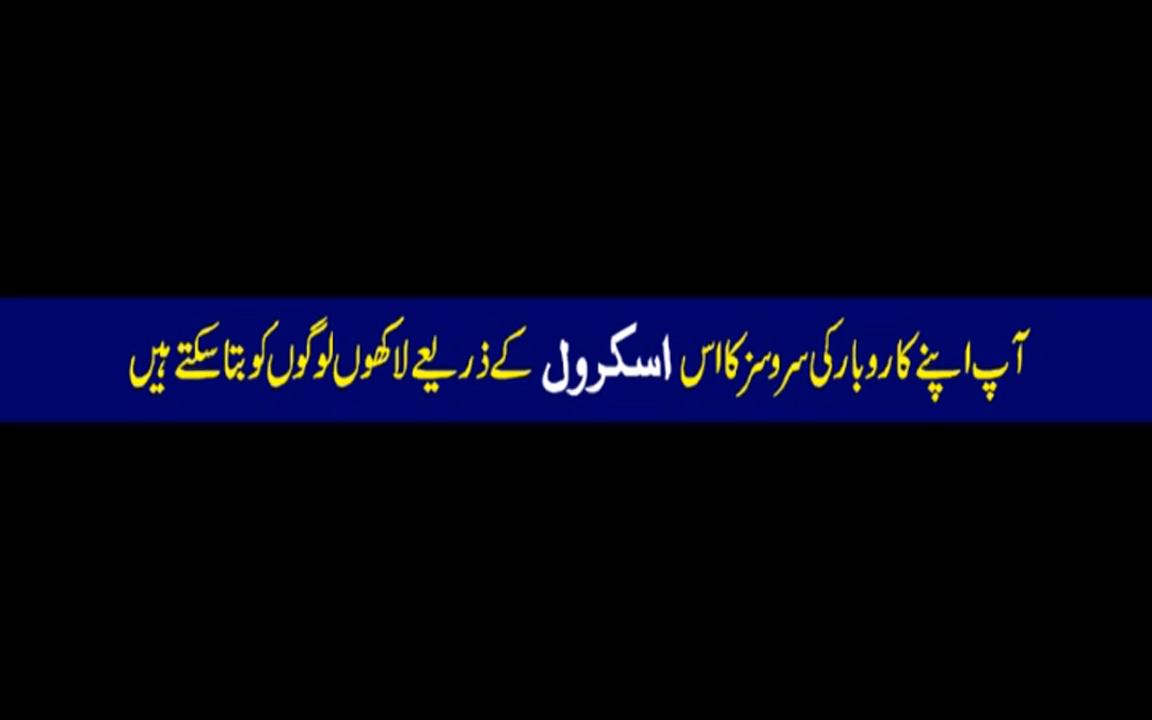 آپ اپنے کاروبار کی سروسز کا اس اسکرول کے ذریعے لاکھوں لوگوں کو بتا سکتے ہیں